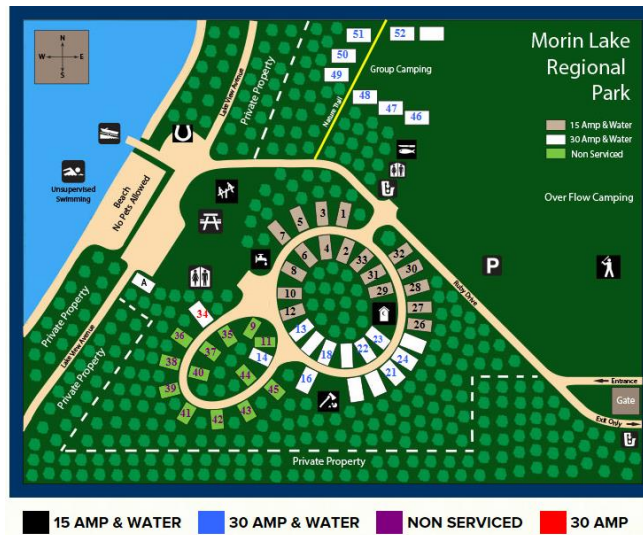 Morin Lake
Regional
Park
15 Amp & Water
30 Amp & Water
Non Serviced
N
W
E
S
51
52
50
49
Group Camping
48
47
46
Nature Trail
Private Property
Lake View Avenue
Unsupervised
Swimming
Beach
No Pets Allowed
Over Flow Camping
P
Ruby Drive
A
Private Property
Lake View Avenue
Private Property
7
5
3
1
6
4
2
33
32
8
31
30
10
29
28
12
27
26
13
18
22
23
24
21
16
34
36
35
9
11
37
14
38
40
44
39
45
41
42
43
Entrance
Gate
Exit Only
Private Property
15 AMP & WATER
30 AMP & WATER
NON SERVICED
30 AMP